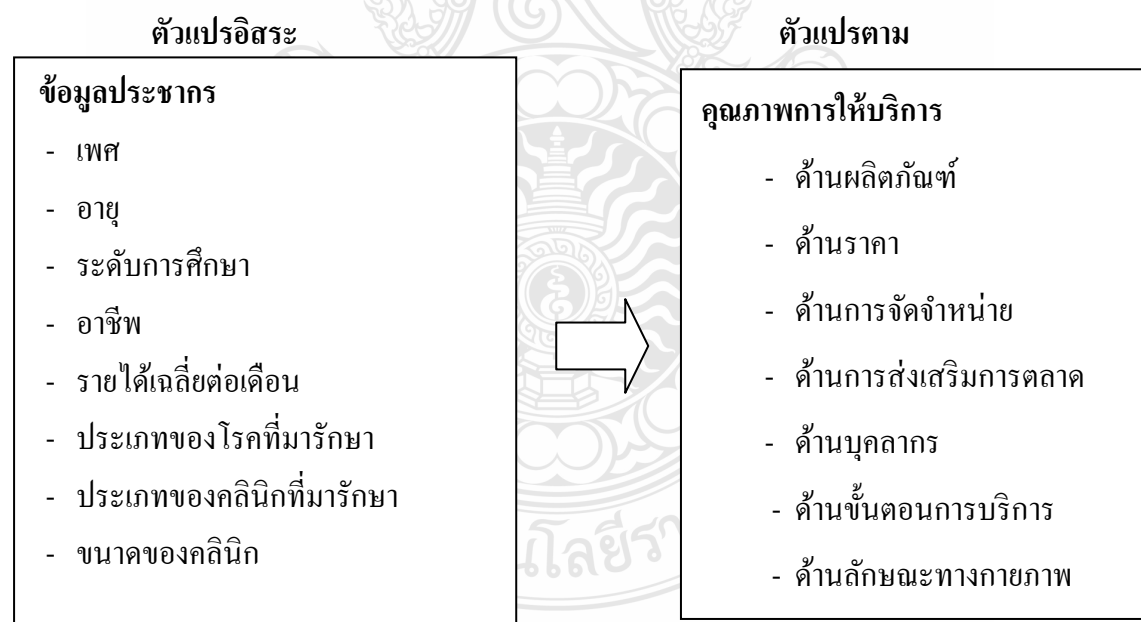 ตัวแปรอิสระ
ข้อมูลประชากร
- เพศ
- อายุ
- ระดับการศึกษา
- อาชีพ
- รายได้เฉลี่ยต่อเดือน
- ประเภทของโรคที่มารักษา
- ประเภทของคลินิกที่มารักษา
- ขนาดของคลินิก
ตัวแปรตาม
คุณภาพการให้บริการ
- ด้านผลิตภัณฑ์
- ด้านราคา
- ด้านการจัดจำหน่าย
- ด้านการส่งเสริมการตลาด
- ด้านบุคลากร
- ด้านขั้นตอนการบริการ
- ด้านลักษณะทางกายภาพ